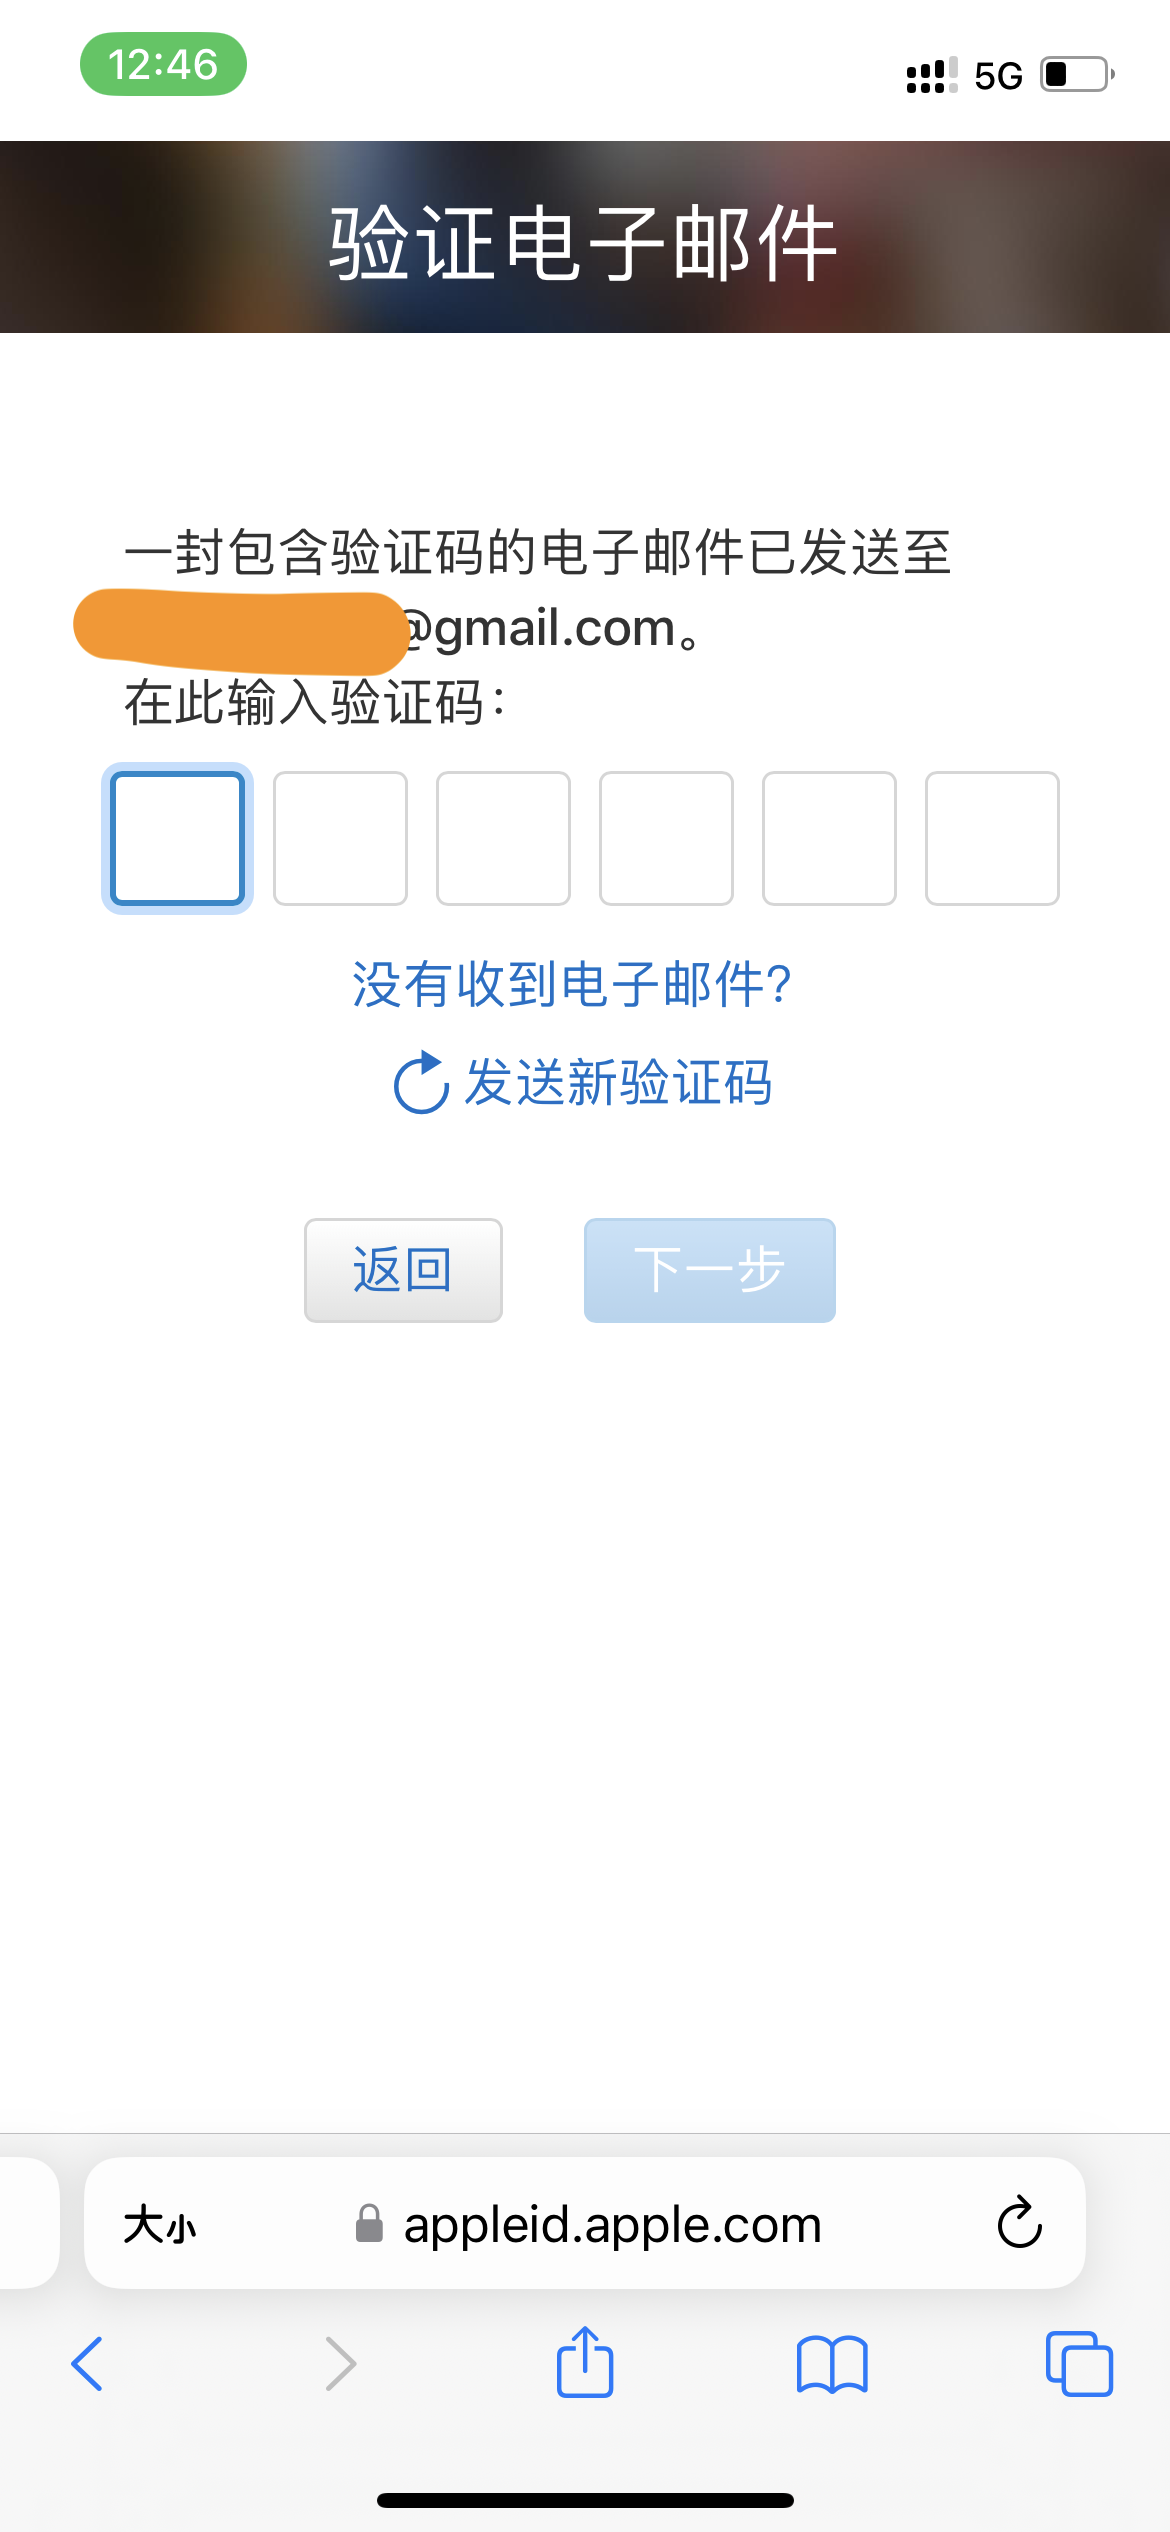 12:46
5G
验证电子邮件
一封包含验证码的电子邮件已发送至
@gmail.com。
在此输入验证码：
没有收到电子邮件?
发送新验证码
返回
下一步
大小
appleid.apple.com